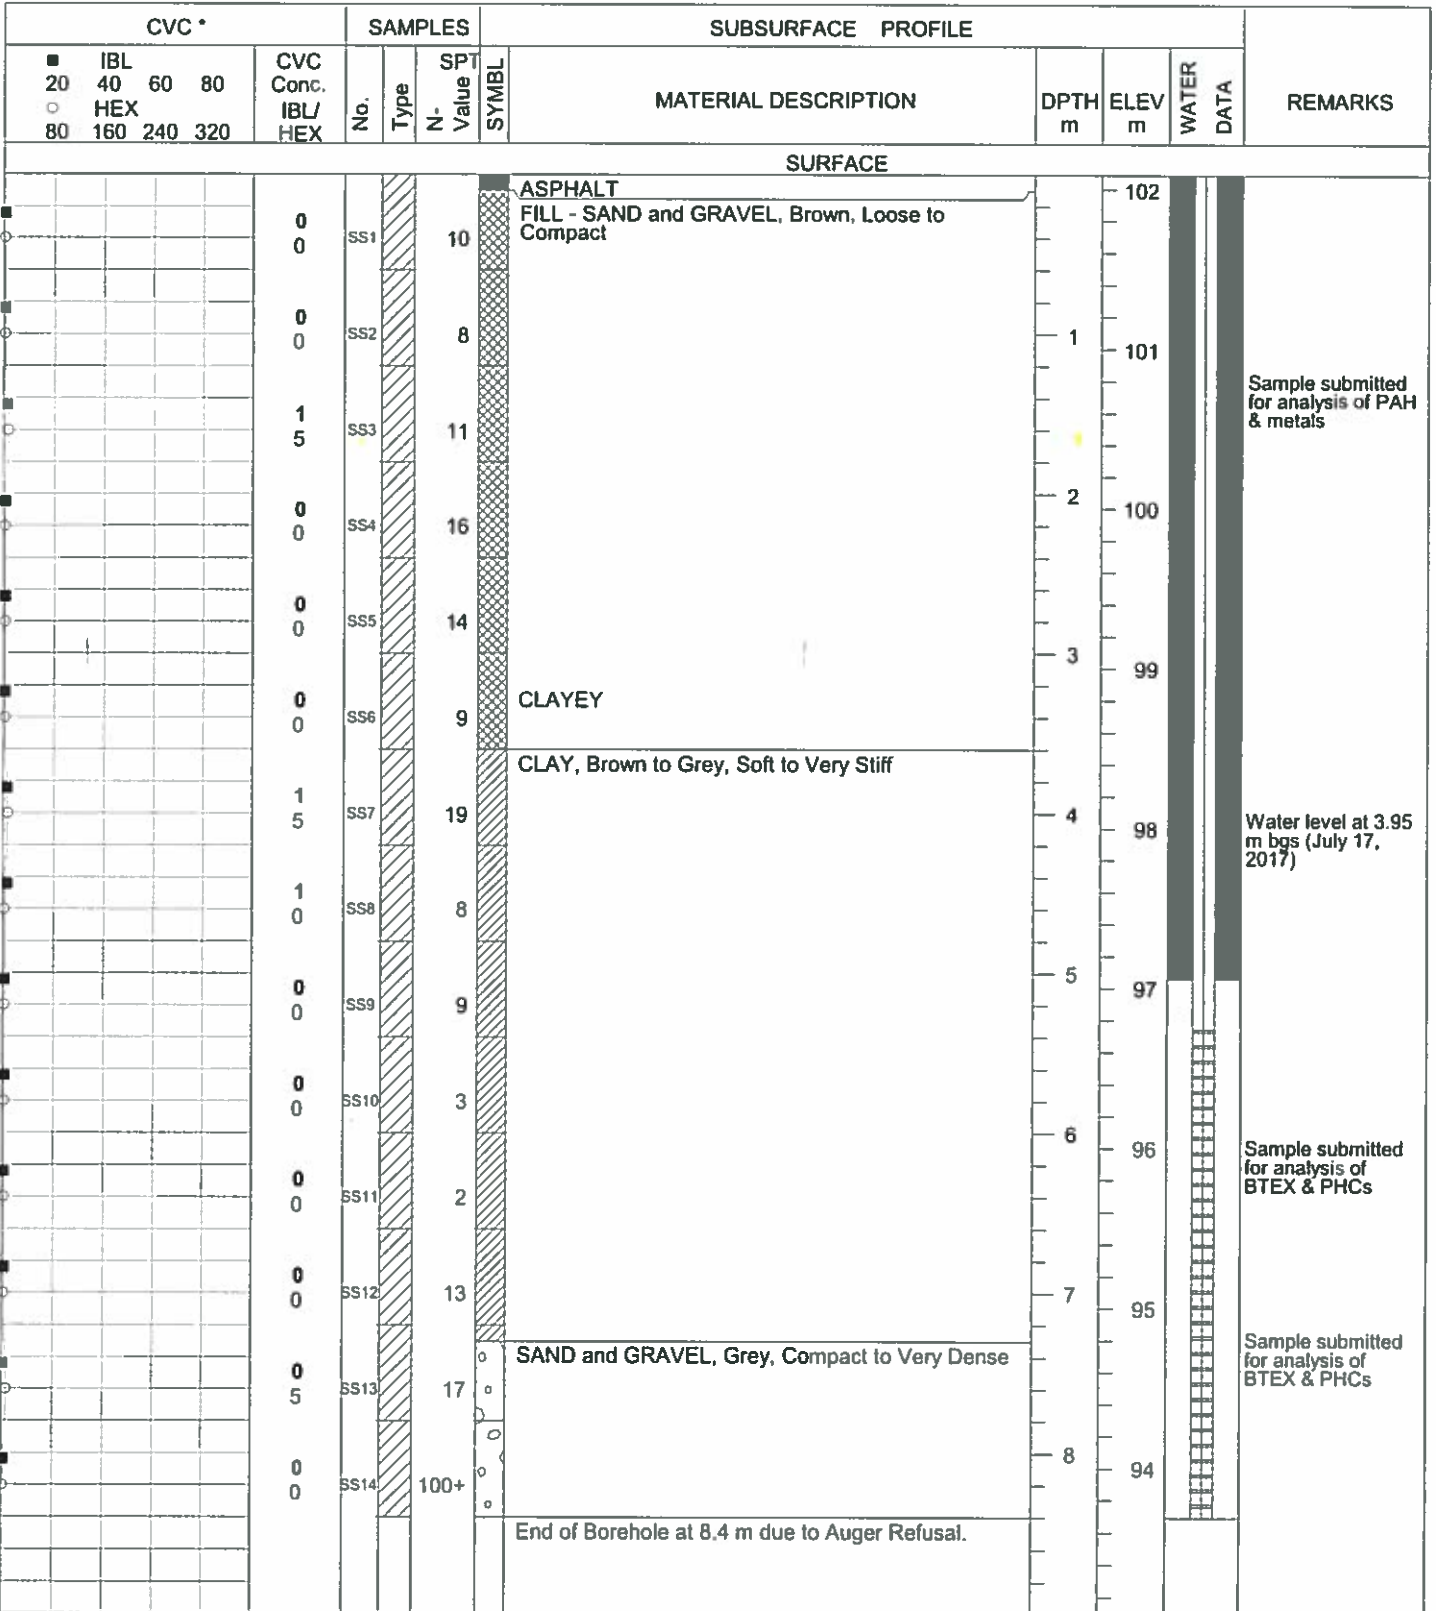 CVC * SAMPLES SUBSURFACE PROFILE
■ IBL
20 40 60 80
○ HEX
80 160 240 320
CVC
Conc.
IBL/
HEX
No.
Type
SPT
N-
Value
SYMBL
MATERIAL DESCRIPTION
DPTH
m
ELEV
m
WATER
DATA
REMARKS
SURFACE
ASPHALT
102
FILL - SAND and GRAVEL, Brown, Loose to
Compact
0
0
SS1 10
0
0
SS2 8
1
101
Sample submitted
for analysis of PAH
& metals
1
5
SS3 11
2
100
0
0
SS4 16
0
0
SS5 14
3
99
CLAYEY
0
0
SS6 9
CLAY, Brown to Grey, Soft to Very Stiff
1
5
SS7 19
4
98
Water level at 3.95
m bgs (July 17,
2017)
1
0
SS8 8
5
97
0
0
SS9 9
0
0
SS10 3
6
96
Sample submitted
for analysis of
BTEX & PHCs
0
0
SS11 2
0
0
SS12 13
7
95
SAND and GRAVEL, Grey, Compact to Very Dense
Sample submitted
for analysis of
BTEX & PHCs
0
5
SS13 17
8
94
0
0
SS14 100+
End of Borehole at 8.4 m due to Auger Refusal.